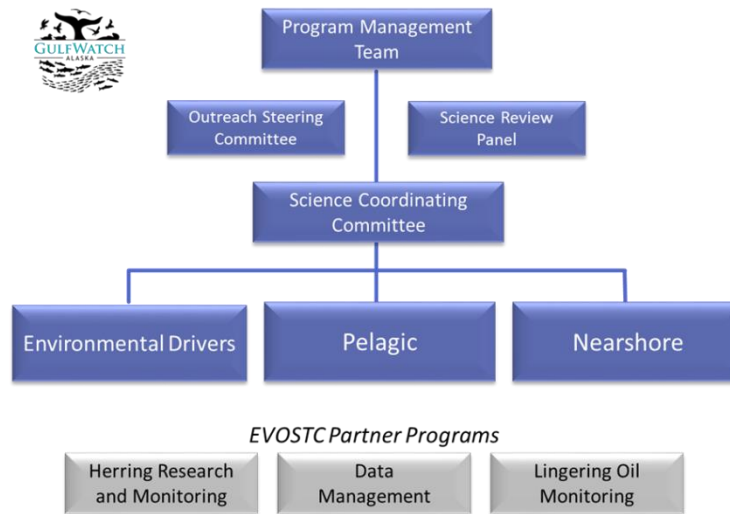 GULFWATCH
ALASKA
Program Management
Team
Outreach Steering
Committee
Science Review
Panel
Science Coordinating
Committee
Environmental Drivers
Pelagic
Nearshore
EVOSTC Partner Programs
Herring Research
and Monitoring
Data
Management
Lingering Oil
Monitoring